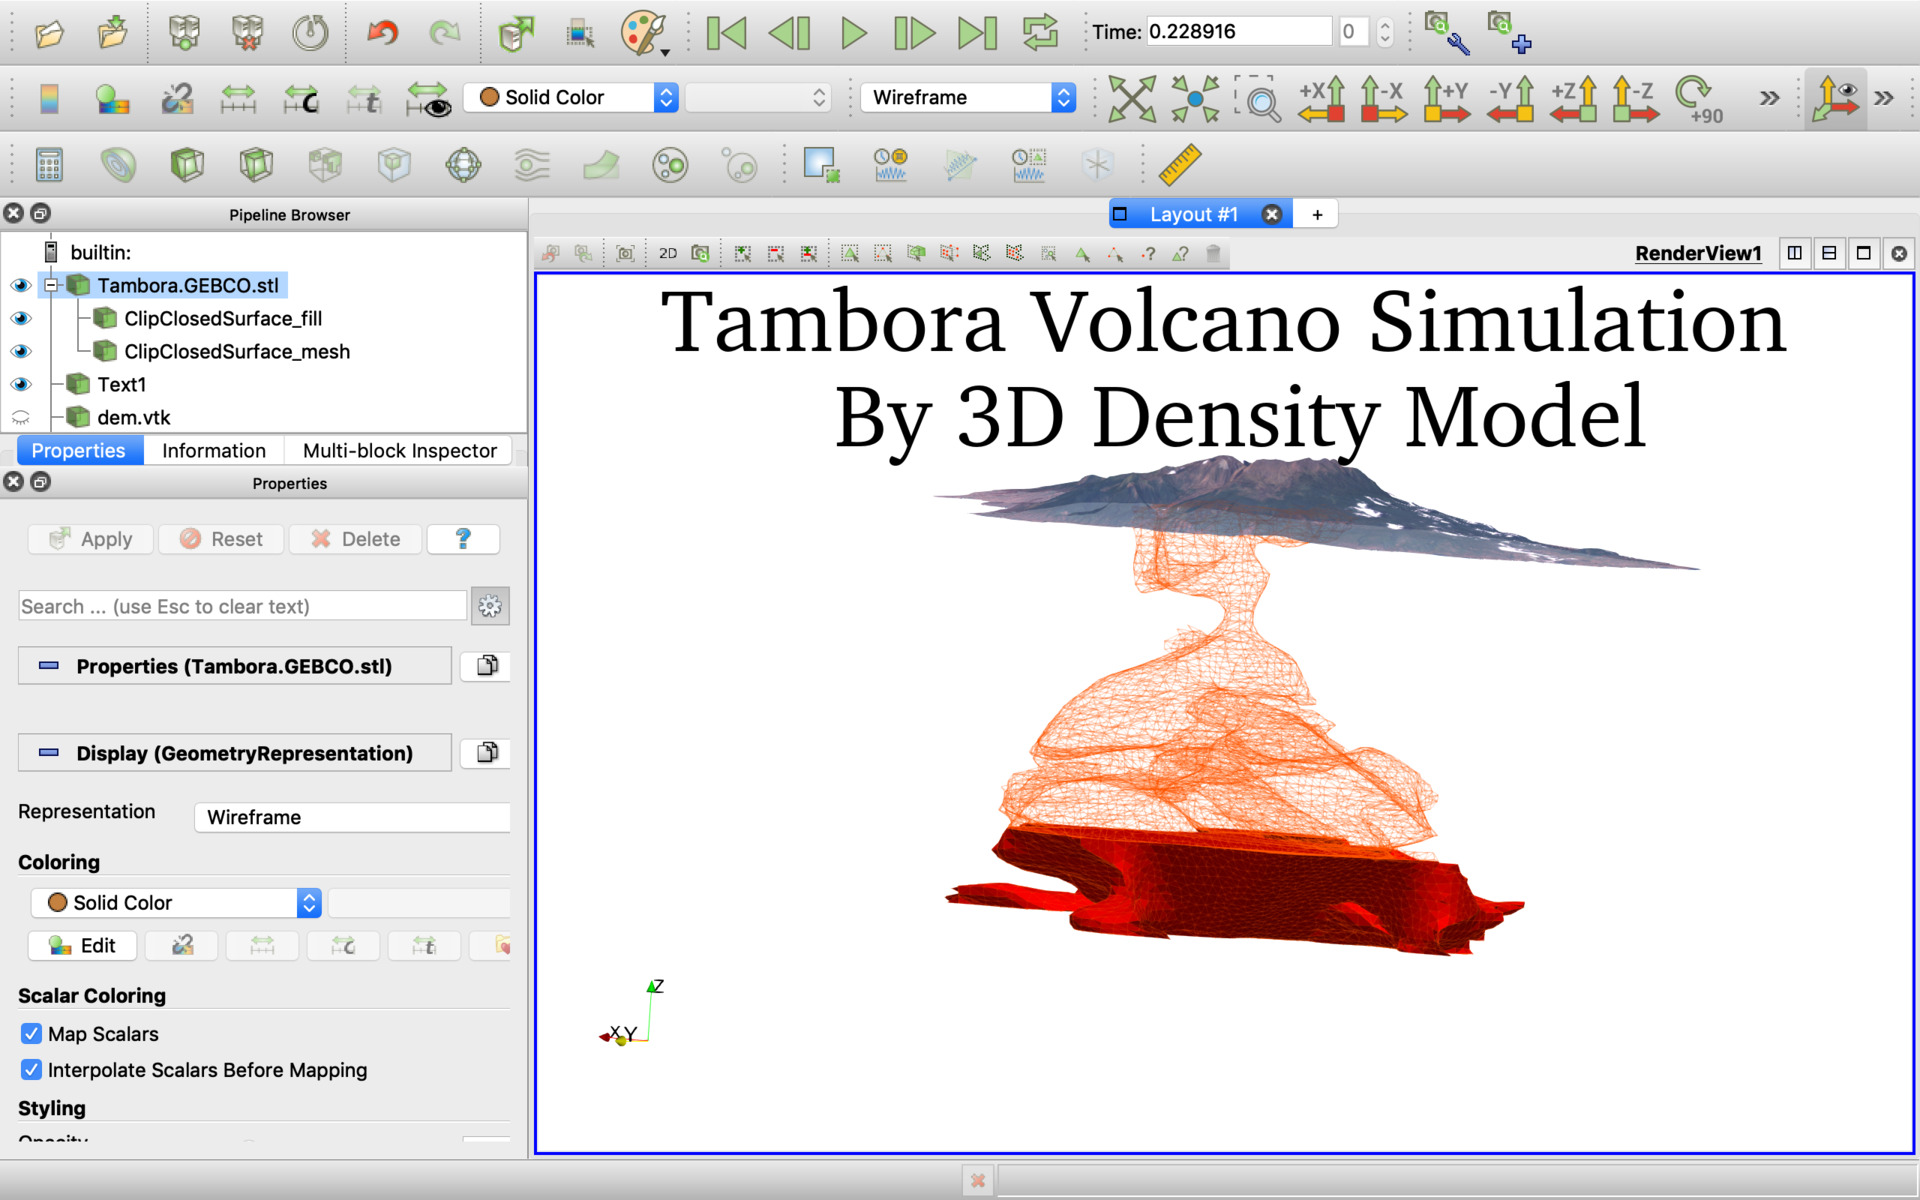 Time: 0.228916 0
Solid Color Wireframe +X -X +Y -Y +Z -Z +90
Pipeline Browser
builtin:
Tambora.GEBCO.stl
ClipClosedSurface_fill
ClipClosedSurface_mesh
Text1
dem.vtk
Properties Information Multi-block Inspector
Properties
Apply Reset Delete ?
Search ... (use Esc to clear text)
Properties (Tambora.GEBCO.stl)
Display (GeometryRepresentation)
Representation Wireframe
Coloring
Solid Color
Edit
Scalar Coloring
Map Scalars
Interpolate Scalars Before Mapping
Styling
Opacity
Layout #1 +
2D RenderView1
Tambora Volcano Simulation
By 3D Density Model
Z
X Y